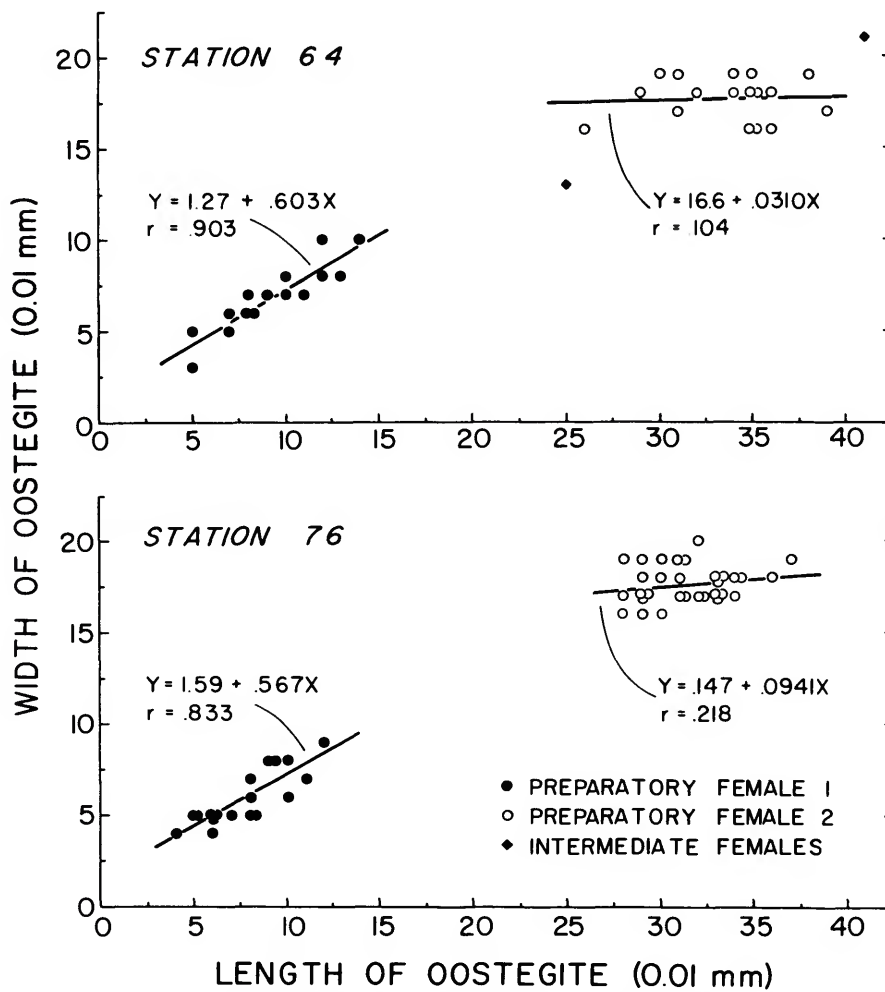 STATION 64
20
15
10
5
0
Y = 1.27 + .603X
r = .903
Y = 16.6 + .0310X
r = .104
0 5 10 15 20 25 30 35 40
WIDTH OF OOSTEGITE (0.01 mm)
STATION 76
20
15
10
5
0
Y = 1.59 + .567X
r = .833
Y = .147 + .0941X
r = .218
PREPARATORY FEMALE 1
PREPARATORY FEMALE 2
INTERMEDIATE FEMALES
0 5 10 15 20 25 30 35 40
LENGTH OF OOSTEGITE (0.01 mm)